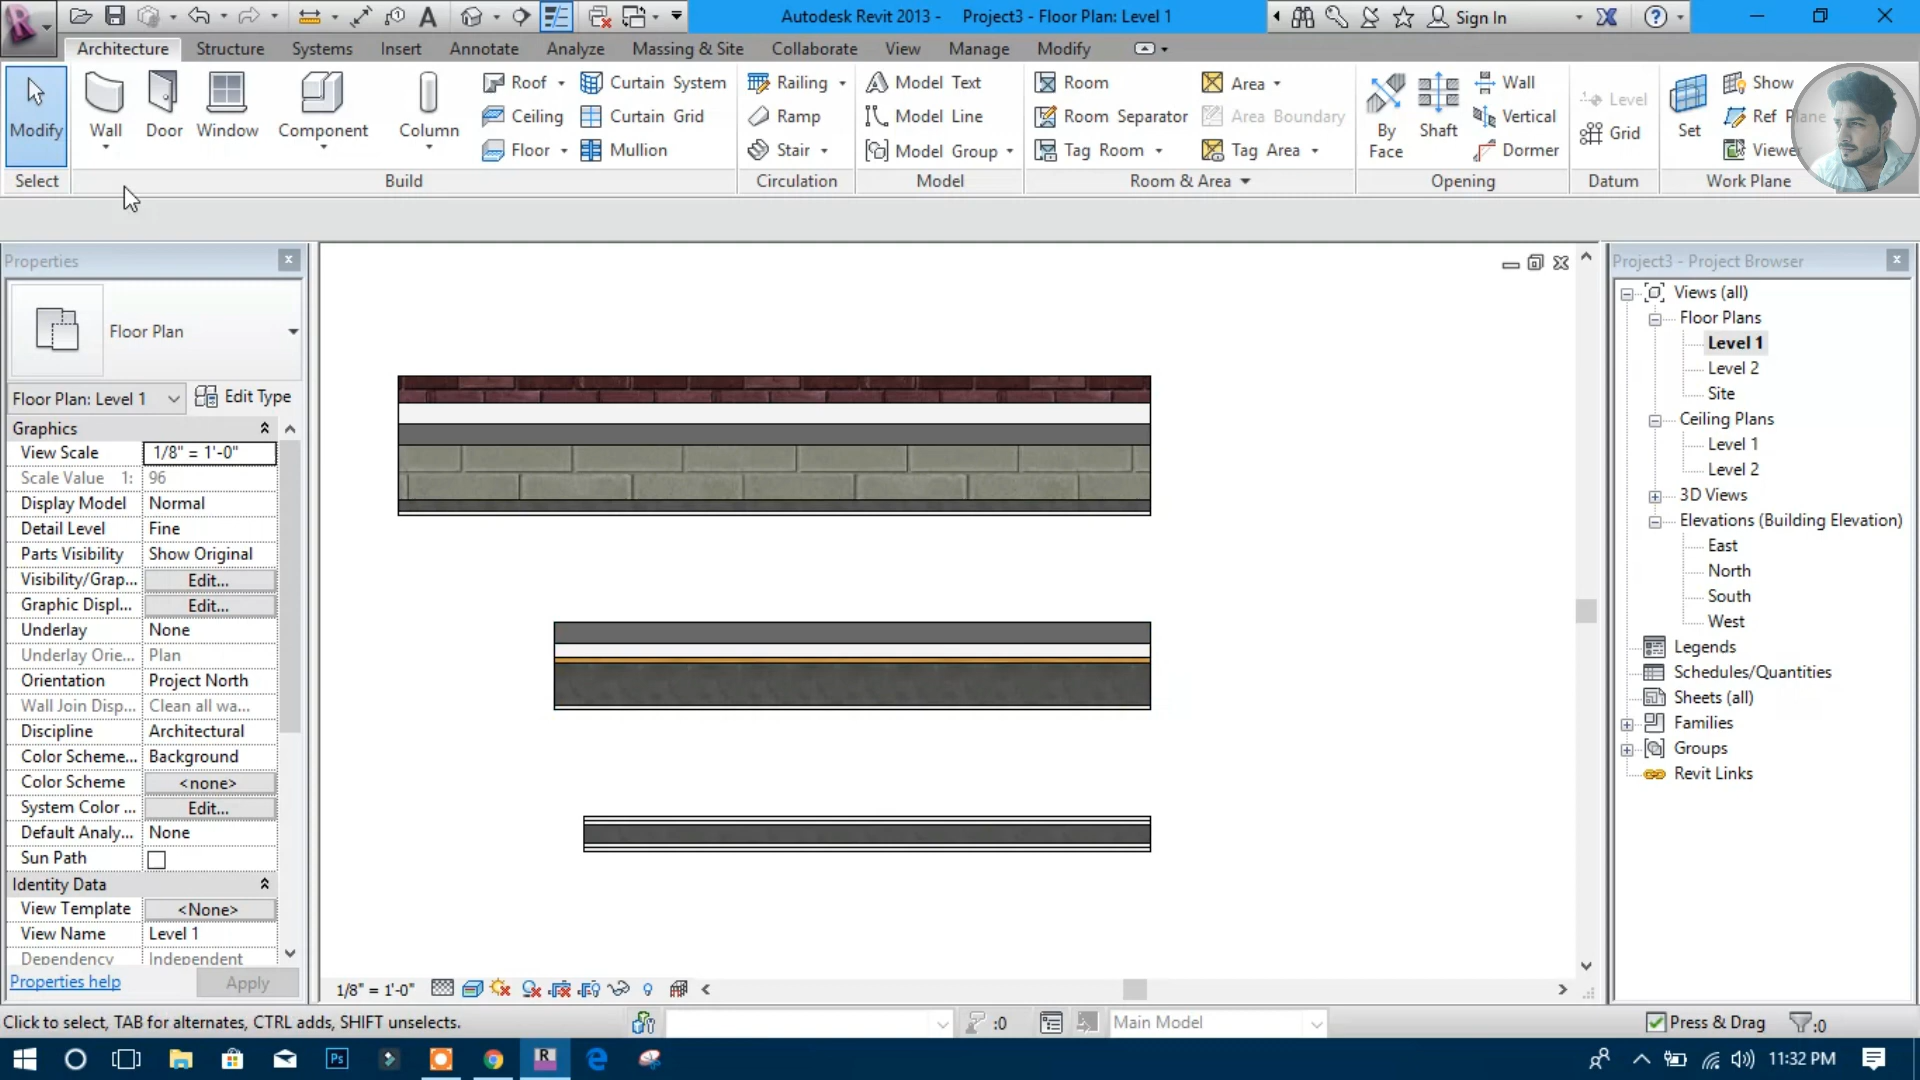 Autodesk Revit 2013 - Project3 - Floor Plan: Level 1
Sign In
Architecture Structure Systems Insert Annotate Analyze Massing & Site Collaborate View Manage Modify
Modify Wall Door Window Component Column
Roof Curtain System
Ceiling Curtain Grid
Floor Mullion
Railing
Ramp
Stair
Model Text
Model Line
Model Group
Room Area
Room Separator Area Boundary
Tag Room Tag Area
By Face Shaft
Wall
Vertical
Dormer
Level
Grid
Set
Show
Ref Plane
Viewer
Select Build Circulation Model Room & Area Opening Datum Work Plane
Properties
Floor Plan
Floor Plan: Level 1 Edit Type
Graphics
View Scale 1/8" = 1'-0"
Scale Value 1: 96
Display Model Normal
Detail Level Fine
Parts Visibility Show Original
Visibility/Grap... Edit...
Graphic Displ... Edit...
Underlay None
Underlay Orie... Plan
Orientation Project North
Wall Join Disp... Clean all wa...
Discipline Architectural
Color Scheme... Background
Color Scheme <none>
System Color ... Edit...
Default Analy... None
Sun Path
Identity Data
View Template <None>
View Name Level 1
Dependency Independent
Properties help Apply
1/8" = 1'-0"
Project3 - Project Browser
Views (all)
Floor Plans
Level 1
Level 2
Site
Ceiling Plans
Level 1
Level 2
3D Views
Elevations (Building Elevation)
East
North
South
West
Legends
Schedules/Quantities
Sheets (all)
Families
Groups
Revit Links
Click to select, TAB for alternates, CTRL adds, SHIFT unselects. :0 Main Model Press & Drag :0
Ps R 11:32 PM